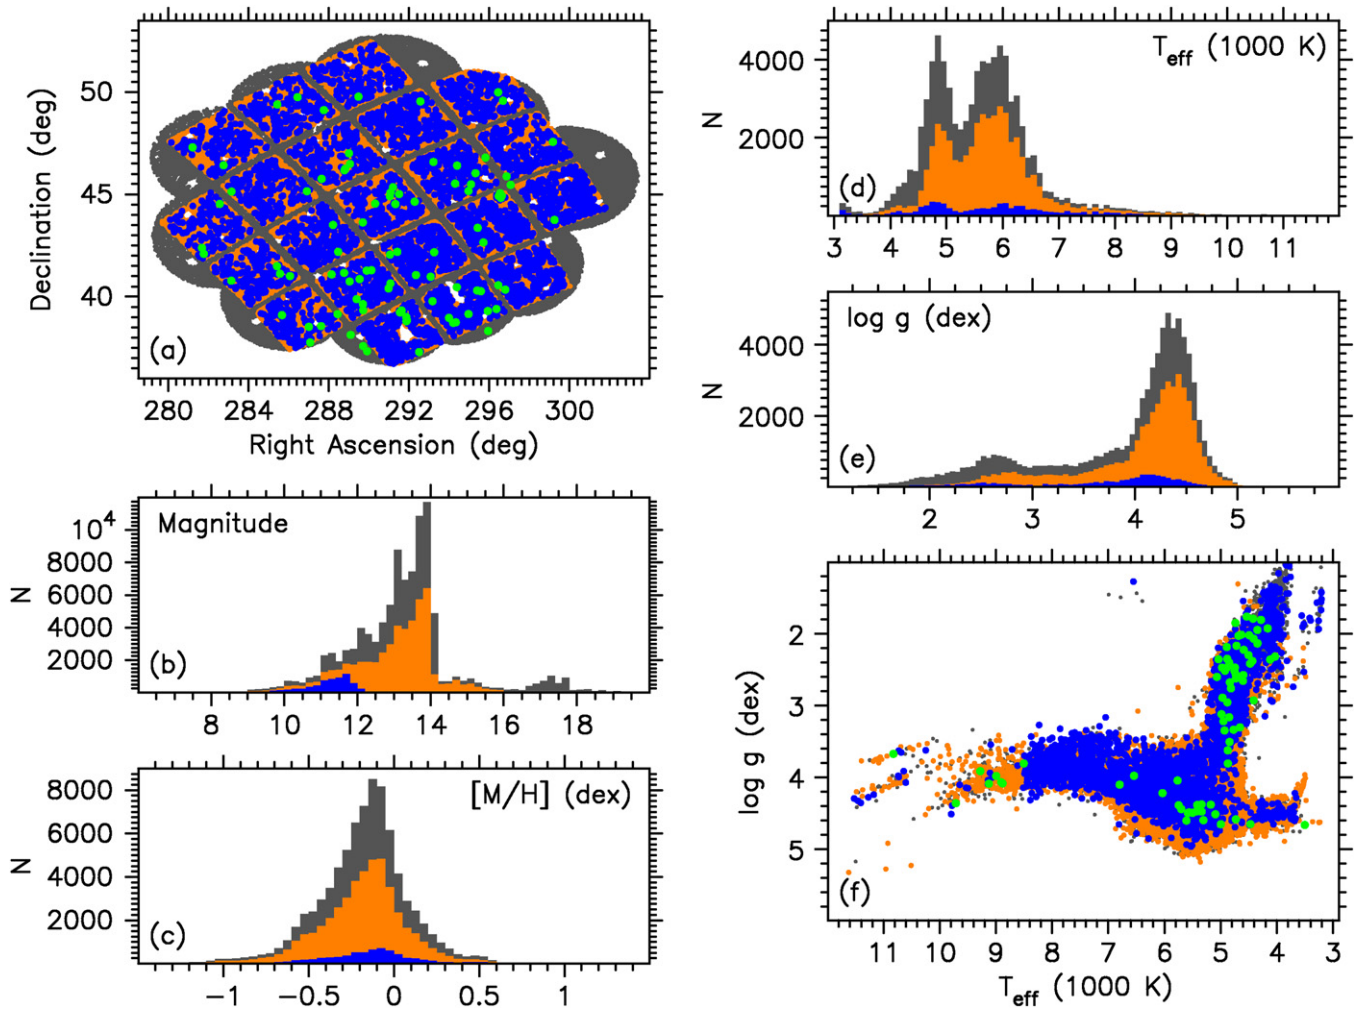 Declination (deg)
50
45
40
(a)
280 284 288 292 296 300
Right Ascension (deg)
N
10^4
8000
6000
4000
2000
Magnitude
(b)
8 10 12 14 16 18
N
8000
6000
4000
2000
[M/H] (dex)
(c)
−1 −0.5 0 0.5 1
N
4000
2000
T_eff (1000 K)
(d)
3 4 5 6 7 8 9 10 11
N
4000
2000
log g (dex)
(e)
2 3 4 5
log g (dex)
2
3
4
5
(f)
11 10 9 8 7 6 5 4 3
T_eff (1000 K)